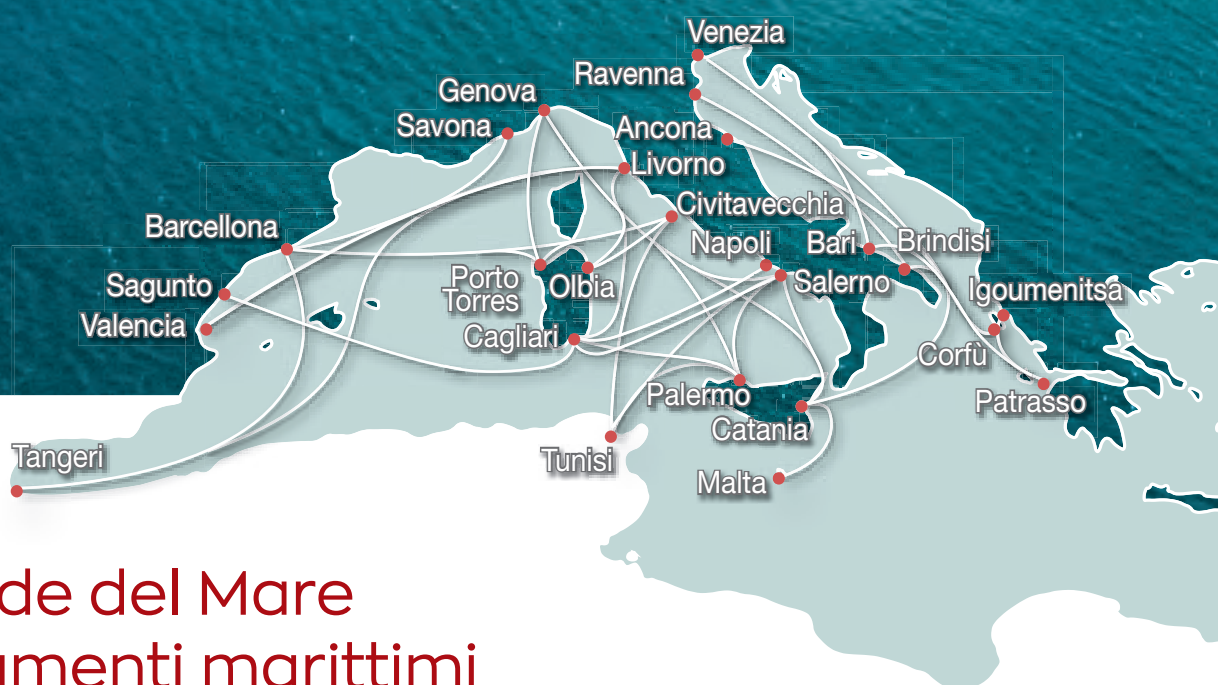 Venezia
Ravenna
Genova
Savona
Ancona
Livorno
Civitavecchia
Barcellona
Napoli
Bari
Brindisi
Porto
Torres
Olbia
Salerno
Sagunto
Igoumenitsa
Valencia
Cagliari
Corfù
Palermo
Patrasso
Catania
Tangeri
Tunisi
Malta
de del Mare
amenti marittimi